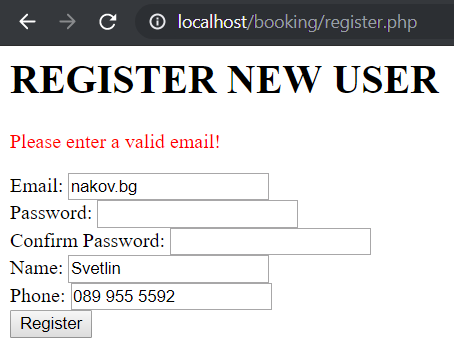 localhost/booking/register.php
REGISTER NEW USER
Please enter a valid email!
Email: nakov.bg
Password:
Confirm Password:
Name: Svetlin
Phone: 089 955 5592
Register